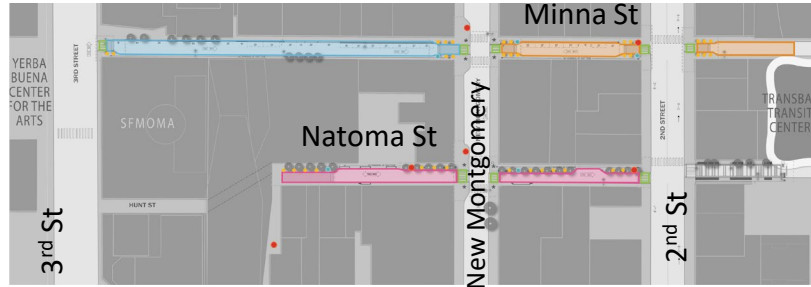 Minna St
3RD STREET
YERBA
BUENA
CENTER
FOR THE
ARTS
SFMOMA
Natoma St
New Montgomery
2ND STREET
TRANSBA
TRANSIT
CENTER
HUNT ST
3rd St
2nd St